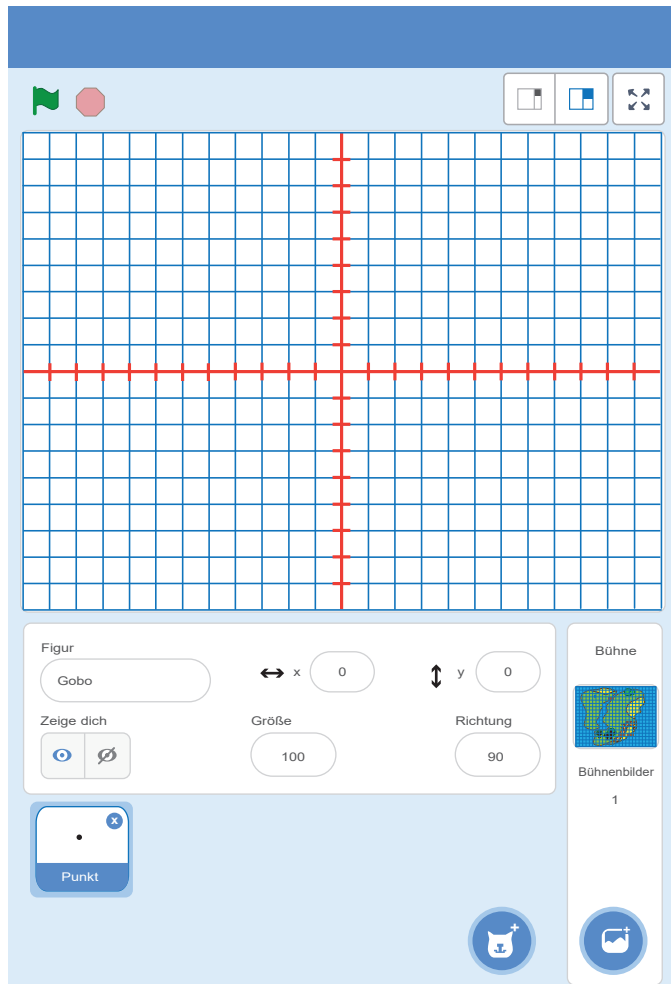 Figur
Gobo
x
0
y
0
Zeige dich
Größe
100
Richtung
90
x
Punkt
Bühne
Bühnenbilder
1